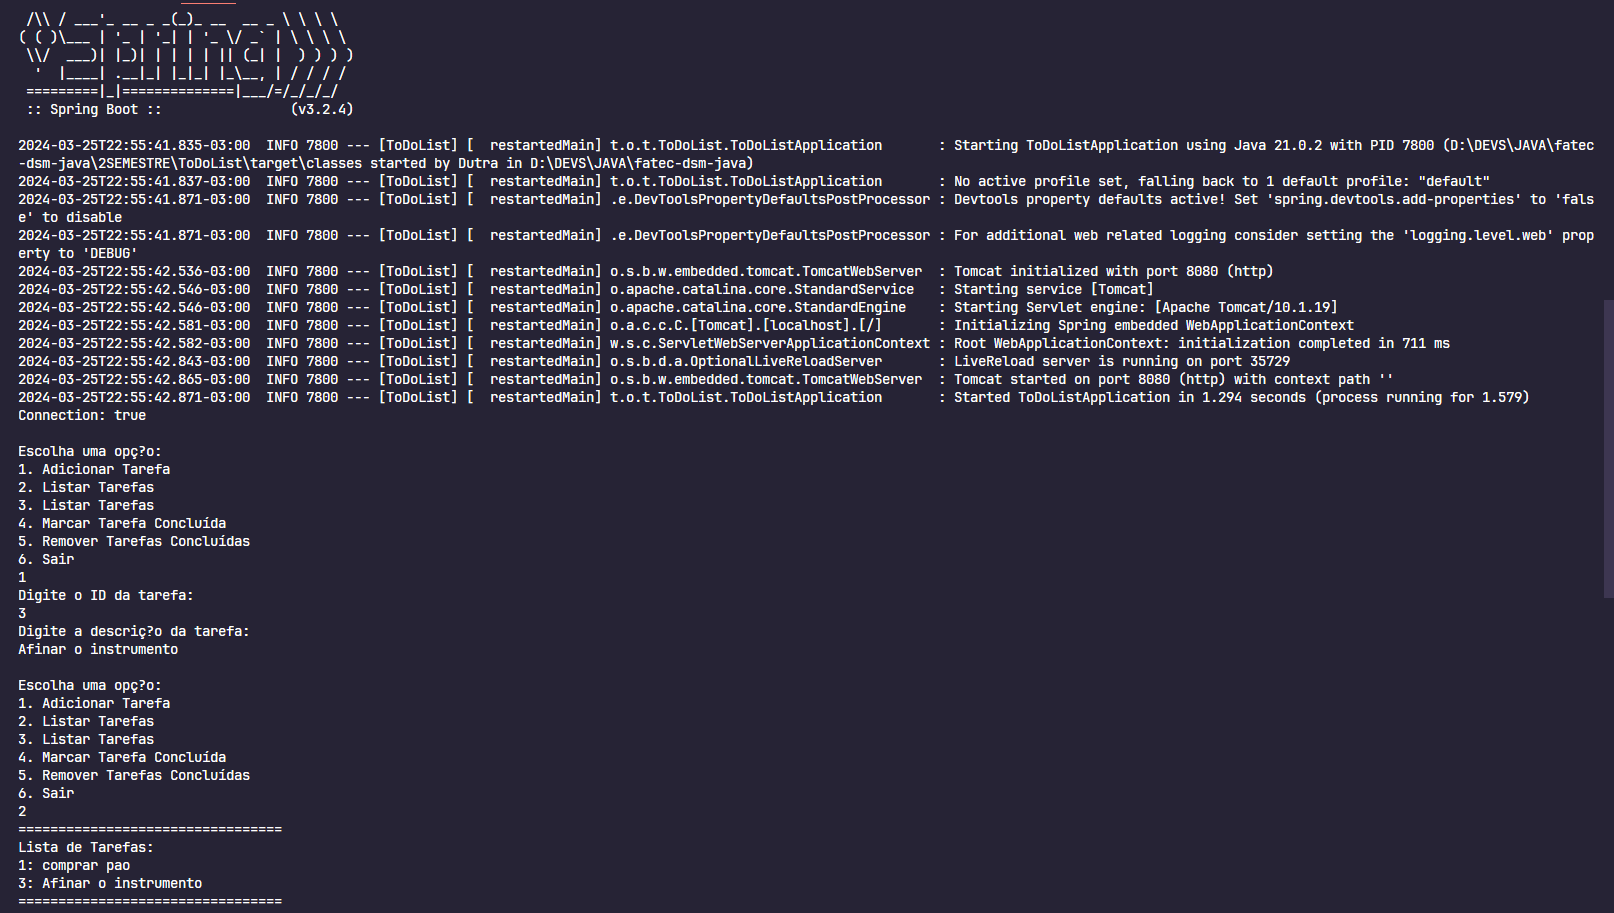 /\\ / ___'_ __ _ _(_)_ __  __ _ \ \ \ \
( ( )\___ | '_ | '_| | '_ \/ _` | \ \ \ \
 \\/  ___)| |_)| | | | | || (_| |  ) ) ) )
  '  |____| .__|_| |_|_| |_\__, | / / / /
 =========|_|==============|___/=/_/_/_/
 :: Spring Boot ::                (v3.2.4)
2024-03-25T22:55:41.835-03:00  INFO 7800 --- [ToDoList] [  restartedMain] t.o.t.ToDoList.ToDoListApplication       : Starting ToDoListApplication using Java 21.0.2 with PID 7800 (D:\DEVS\JAVA\fatec
-dsm-java\2SEMESTRE\ToDoList\target\classes started by Dutra in D:\DEVS\JAVA\fatec-dsm-java)
2024-03-25T22:55:41.837-03:00  INFO 7800 --- [ToDoList] [  restartedMain] t.o.t.ToDoList.ToDoListApplication       : No active profile set, falling back to 1 default profile: "default"
2024-03-25T22:55:41.871-03:00  INFO 7800 --- [ToDoList] [  restartedMain] .e.DevToolsPropertyDefaultsPostProcessor : Devtools property defaults active! Set 'spring.devtools.add-properties' to 'fals
e' to disable
2024-03-25T22:55:41.871-03:00  INFO 7800 --- [ToDoList] [  restartedMain] .e.DevToolsPropertyDefaultsPostProcessor : For additional web related logging consider setting the 'logging.level.web' prop
erty to 'DEBUG'
2024-03-25T22:55:42.536-03:00  INFO 7800 --- [ToDoList] [  restartedMain] o.s.b.w.embedded.tomcat.TomcatWebServer  : Tomcat initialized with port 8080 (http)
2024-03-25T22:55:42.546-03:00  INFO 7800 --- [ToDoList] [  restartedMain] o.apache.catalina.core.StandardService   : Starting service [Tomcat]
2024-03-25T22:55:42.546-03:00  INFO 7800 --- [ToDoList] [  restartedMain] o.apache.catalina.core.StandardEngine    : Starting Servlet engine: [Apache Tomcat/10.1.19]
2024-03-25T22:55:42.581-03:00  INFO 7800 --- [ToDoList] [  restartedMain] o.a.c.c.C.[Tomcat].[localhost].[/]       : Initializing Spring embedded WebApplicationContext
2024-03-25T22:55:42.582-03:00  INFO 7800 --- [ToDoList] [  restartedMain] w.s.c.ServletWebServerApplicationContext : Root WebApplicationContext: initialization completed in 711 ms
2024-03-25T22:55:42.843-03:00  INFO 7800 --- [ToDoList] [  restartedMain] o.s.b.d.a.OptionalLiveReloadServer       : LiveReload server is running on port 35729
2024-03-25T22:55:42.865-03:00  INFO 7800 --- [ToDoList] [  restartedMain] o.s.b.w.embedded.tomcat.TomcatWebServer  : Tomcat started on port 8080 (http) with context path ''
2024-03-25T22:55:42.871-03:00  INFO 7800 --- [ToDoList] [  restartedMain] t.o.t.ToDoList.ToDoListApplication       : Started ToDoListApplication in 1.294 seconds (process running for 1.579)
Connection: true
Escolha uma opç?o:
1. Adicionar Tarefa
2. Listar Tarefas
3. Listar Tarefas
4. Marcar Tarefa Concluída
5. Remover Tarefas Concluídas
6. Sair
1
Digite o ID da tarefa:
3
Digite a descriç?o da tarefa:
Afinar o instrumento
Escolha uma opç?o:
1. Adicionar Tarefa
2. Listar Tarefas
3. Listar Tarefas
4. Marcar Tarefa Concluída
5. Remover Tarefas Concluídas
6. Sair
2
=================================
Lista de Tarefas:
1: comprar pao
3: Afinar o instrumento
=================================